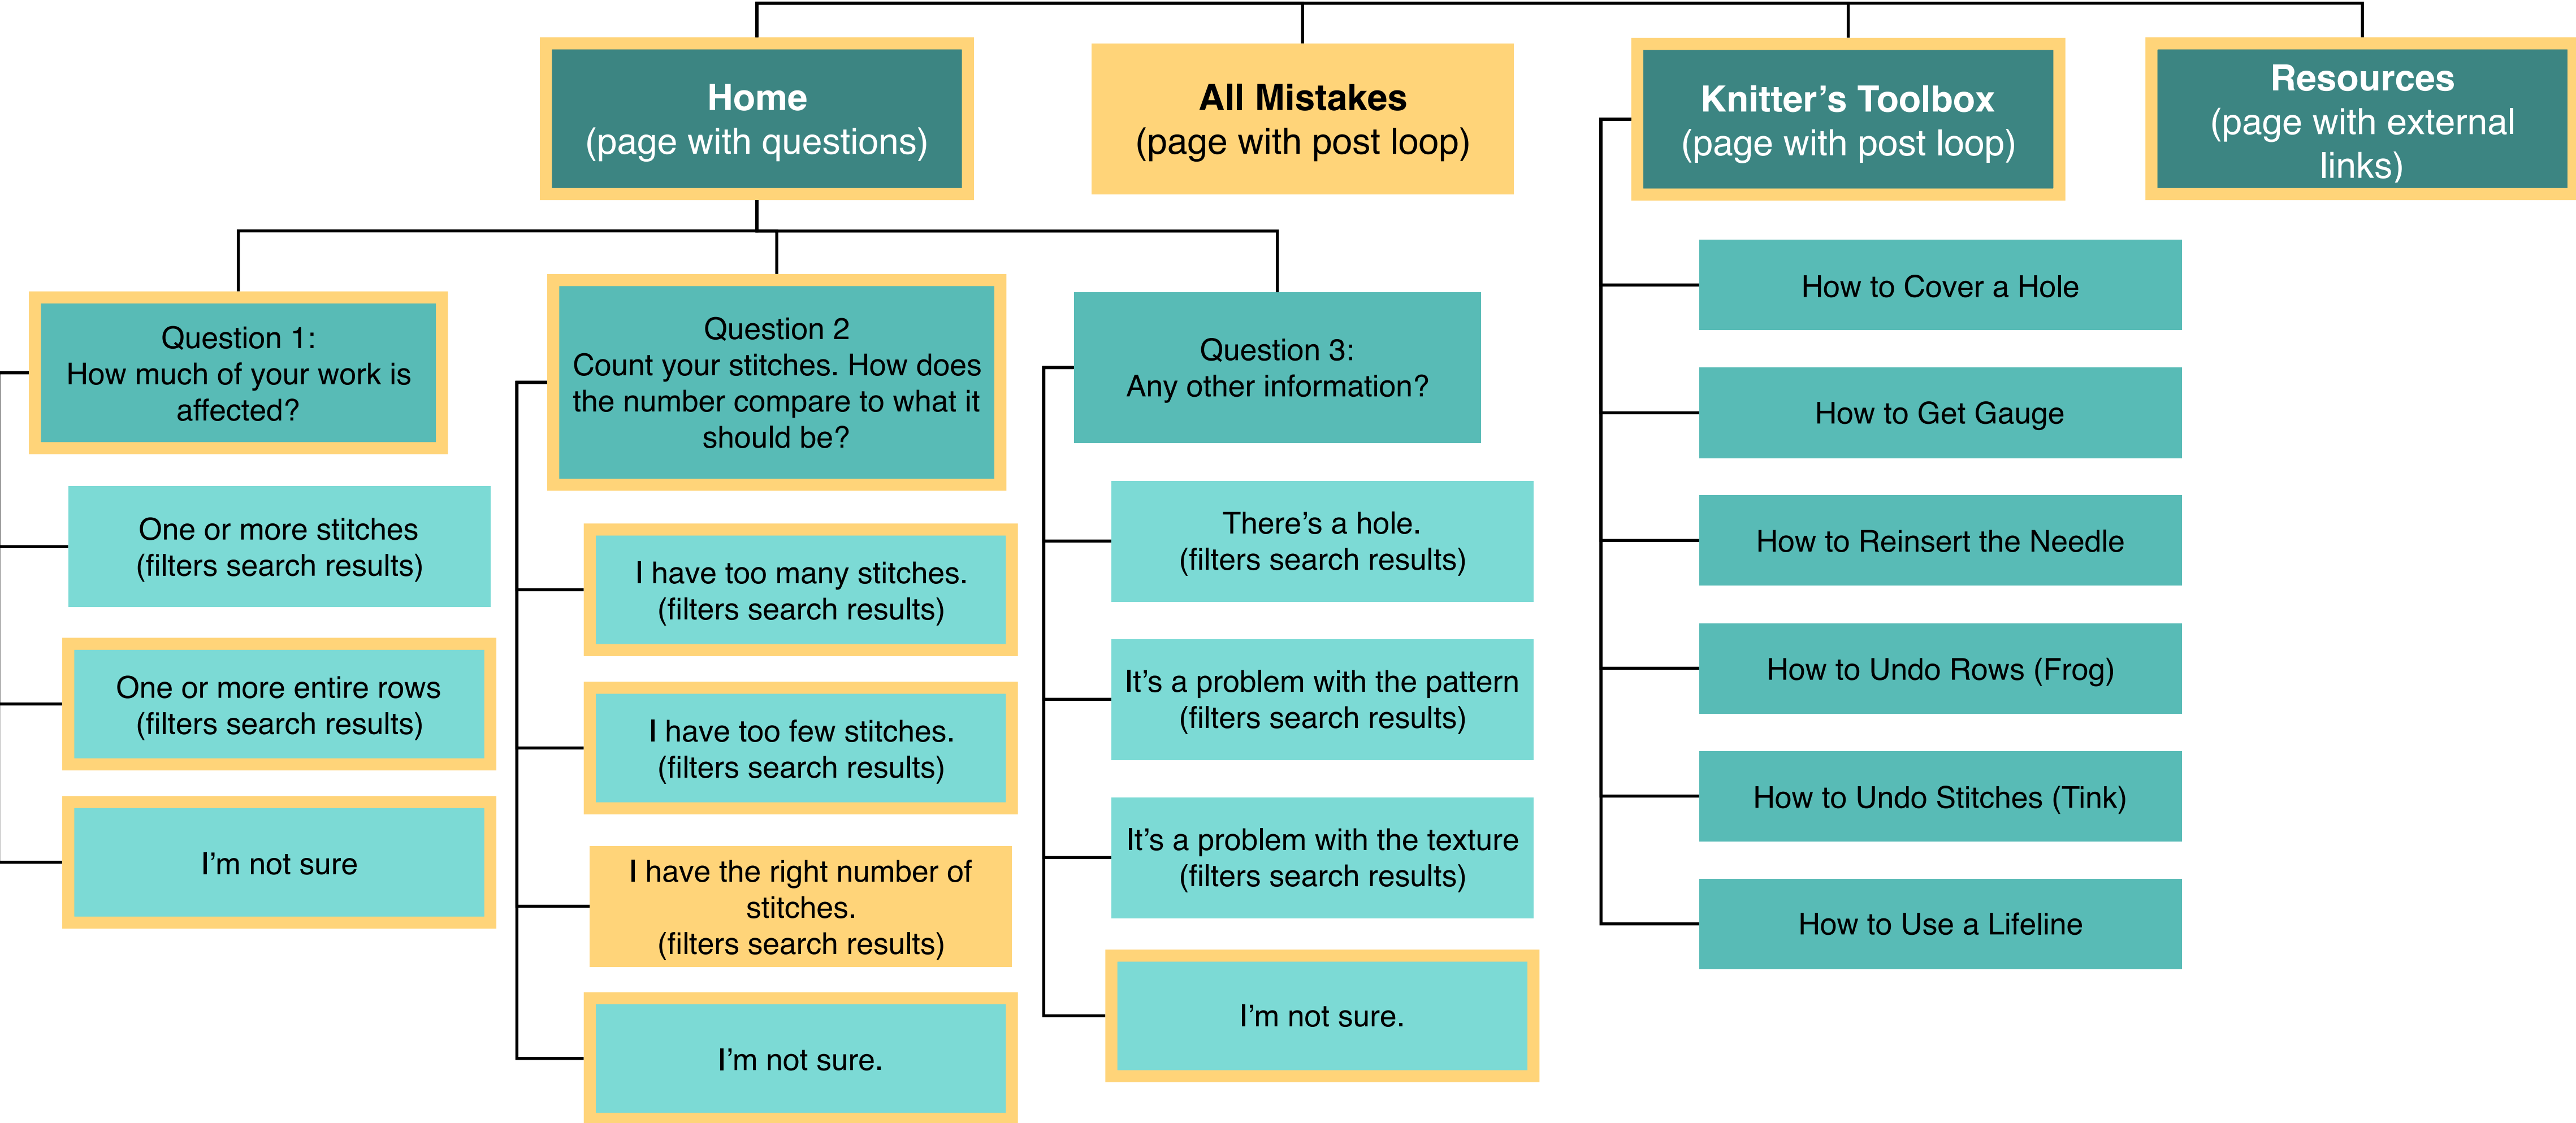 Home
(page with questions)
All Mistakes
(page with post loop)
Knitter’s Toolbox
(page with post loop)
Resources
(page with external
links)
Question 1:
How much of your work is
affected?
One or more stitches
(filters search results)
One or more entire rows
(filters search results)
I’m not sure
Question 2
Count your stitches. How does
the number compare to what it
should be?
I have too many stitches.
(filters search results)
I have too few stitches.
(filters search results)
I have the right number of
stitches.
(filters search results)
I’m not sure.
Question 3:
Any other information?
There’s a hole.
(filters search results)
It’s a problem with the pattern
(filters search results)
It’s a problem with the texture
(filters search results)
I’m not sure.
How to Cover a Hole
How to Get Gauge
How to Reinsert the Needle
How to Undo Rows (Frog)
How to Undo Stitches (Tink)
How to Use a Lifeline